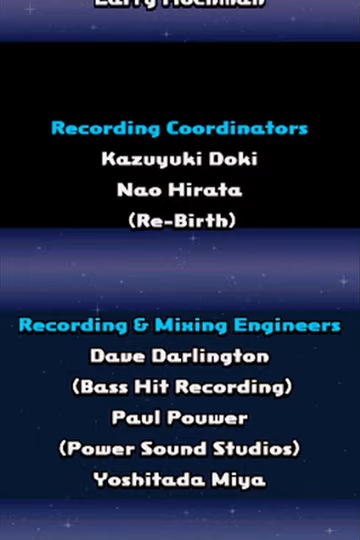 Recording Coordinators
Kazuyuki Doki
Nao Hirata
(Re-Birth)
Recording & Mixing Engineers
Dave Darlington
(Bass Hit Recording)
Paul Pouwer
(Power Sound Studios)
Yoshitada Miya